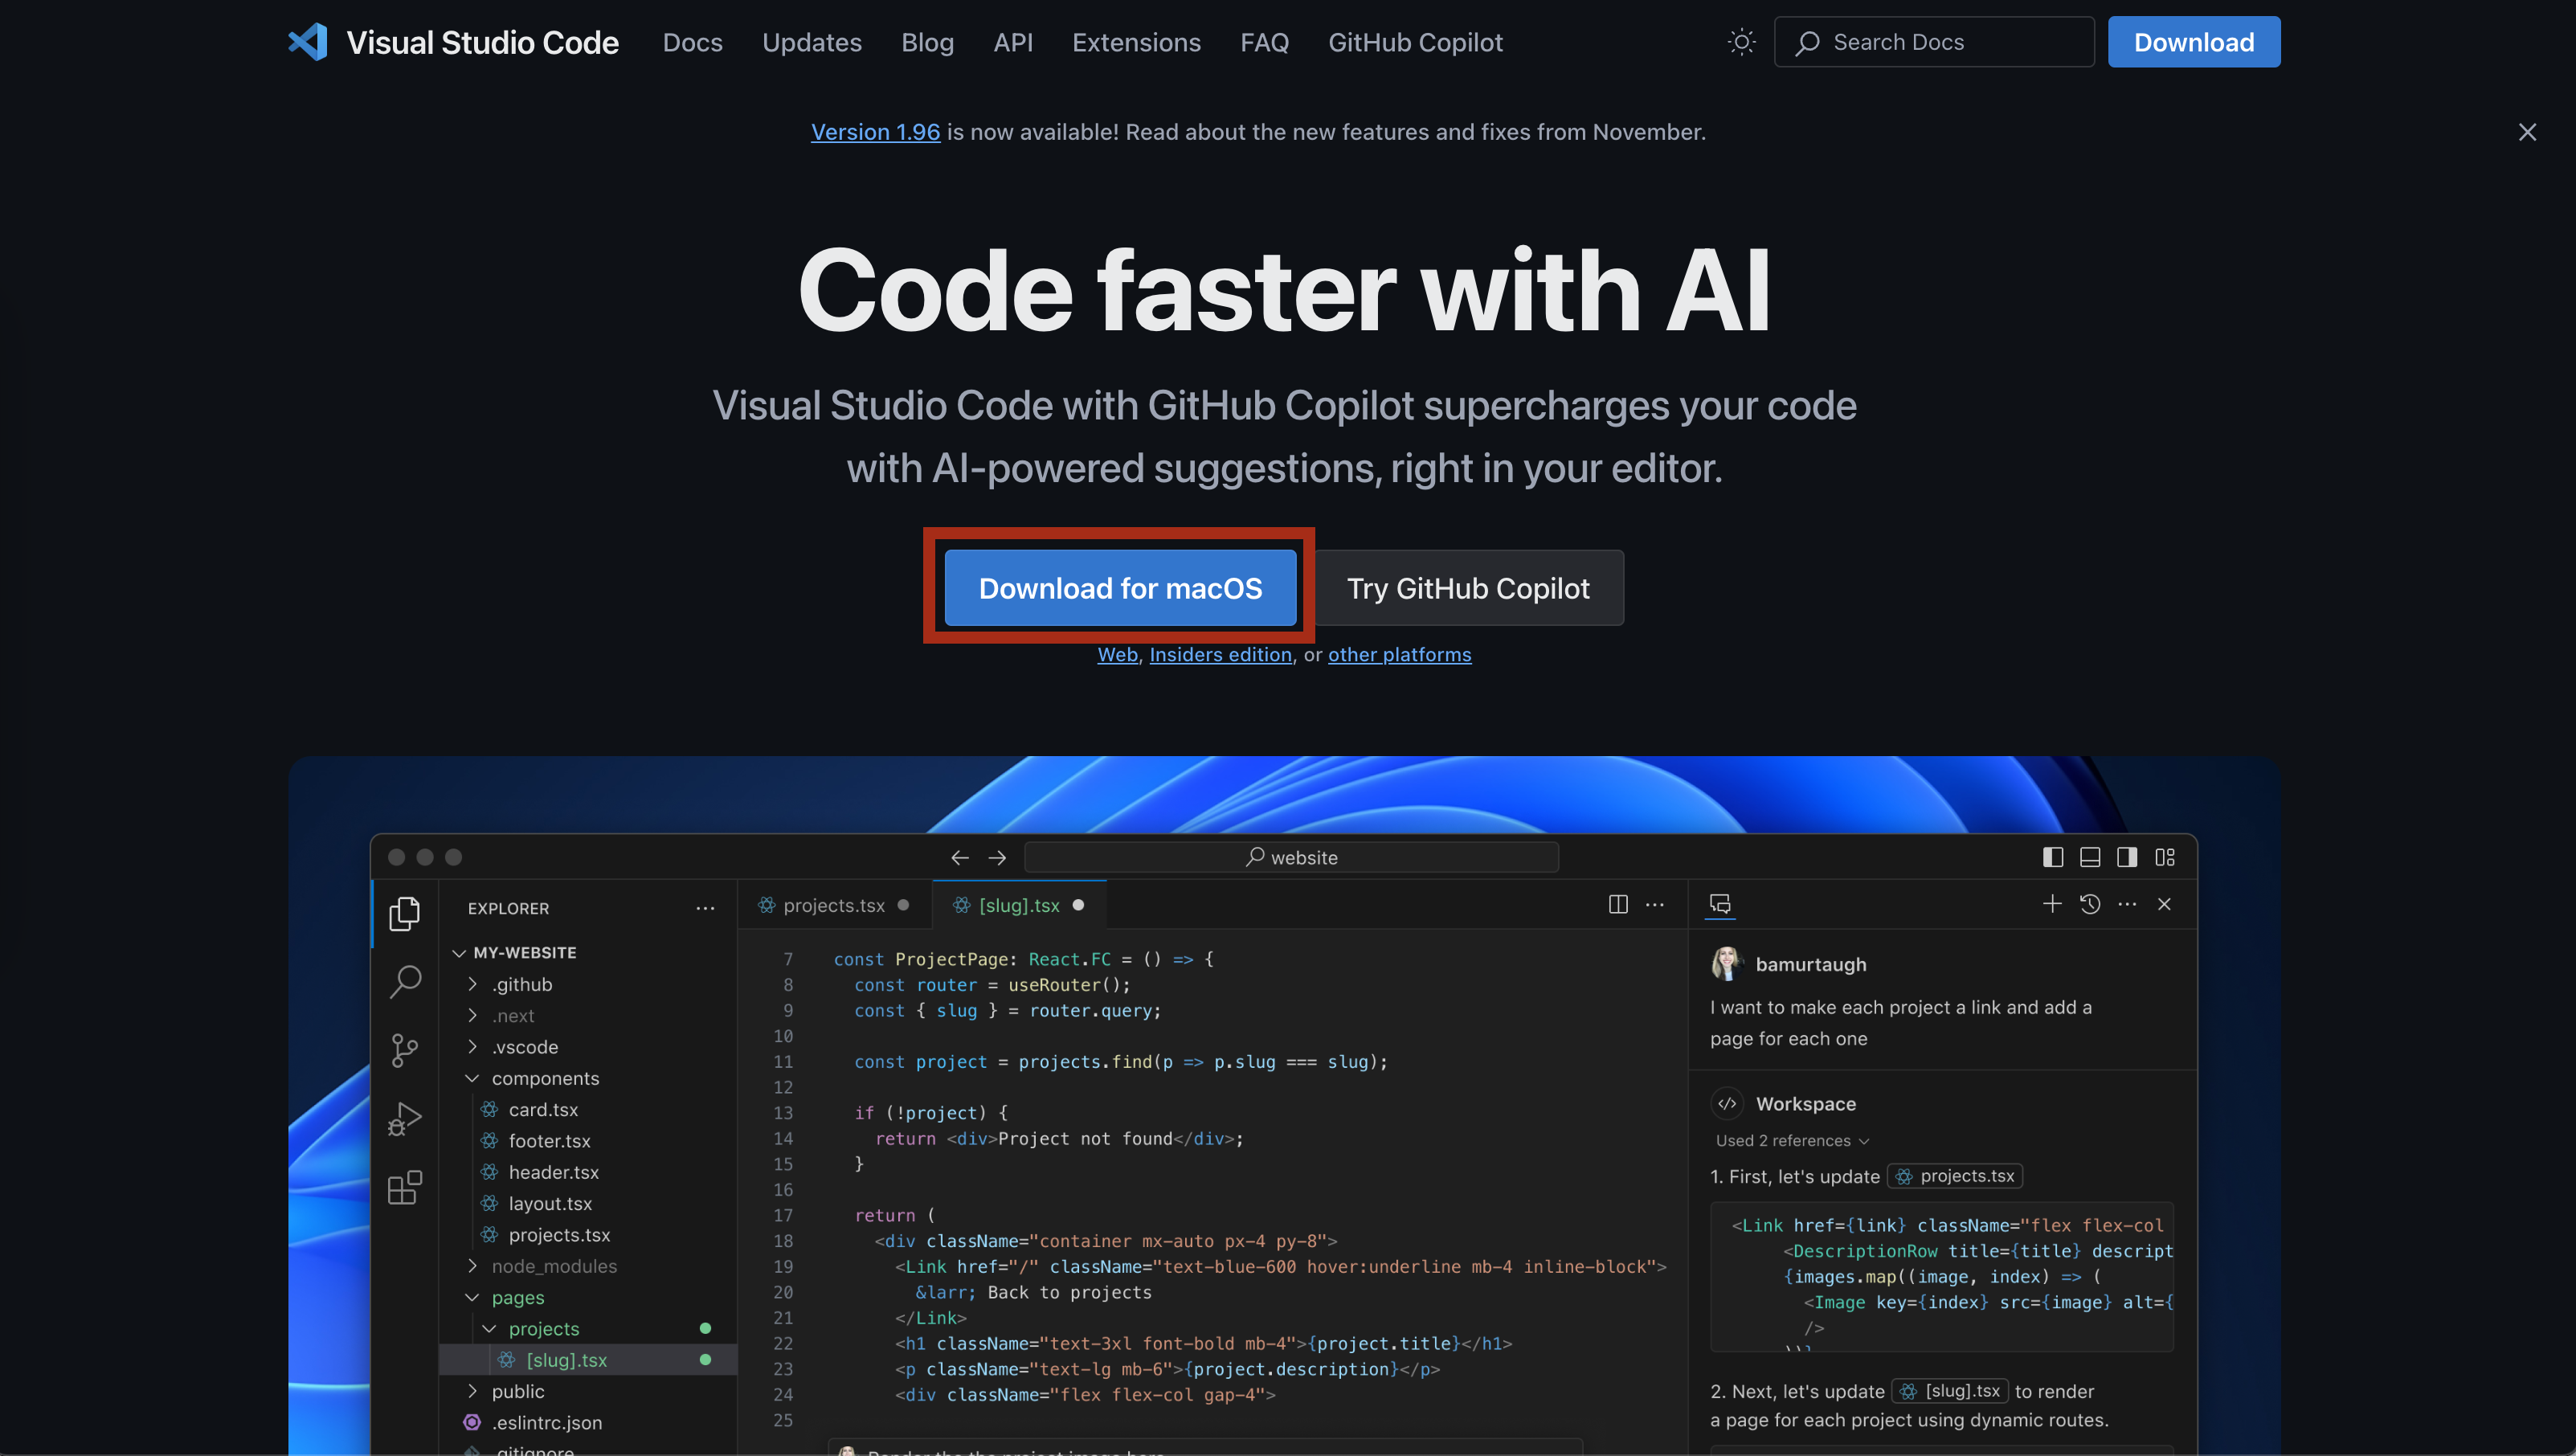 Visual Studio Code Docs Updates Blog API Extensions FAQ GitHub Copilot Search Docs Download
Version 1.96 is now available! Read about the new features and fixes from November.
Code faster with AI
Visual Studio Code with GitHub Copilot supercharges your code
with AI-powered suggestions, right in your editor.
Download for macOS Try GitHub Copilot
Web, Insiders edition, or other platforms
website
EXPLORER
MY-WEBSITE
.github
.next
.vscode
components
card.tsx
footer.tsx
header.tsx
layout.tsx
projects.tsx
node_modules
pages
projects
[slug].tsx
public
.eslintrc.json
.gitignore
projects.tsx [slug].tsx
7 const ProjectPage: React.FC = () => {
8 const router = useRouter();
9 const { slug } = router.query;
10
11 const project = projects.find(p => p.slug === slug);
12
13 if (!project) {
14 return <div>Project not found</div>;
15 }
16
17 return (
18 <div className="container mx-auto px-4 py-8">
19 <Link href="/" className="text-blue-600 hover:underline mb-4 inline-block">
20 &larr; Back to projects
21 </Link>
22 <h1 className="text-3xl font-bold mb-4">{project.title}</h1>
23 <p className="text-lg mb-6">{project.description}</p>
24 <div className="flex flex-col gap-4">
25
Render the the project image here
bamurtaugh
I want to make each project a link and add a
page for each one
Workspace
Used 2 references
1. First, let's update projects.tsx
<Link href={link} className="flex flex-col
<DescriptionRow title={title} descript
{images.map((image, index) => (
<Image key={index} src={image} alt={
/>
))}
2. Next, let's update [slug].tsx to render
a page for each project using dynamic routes.